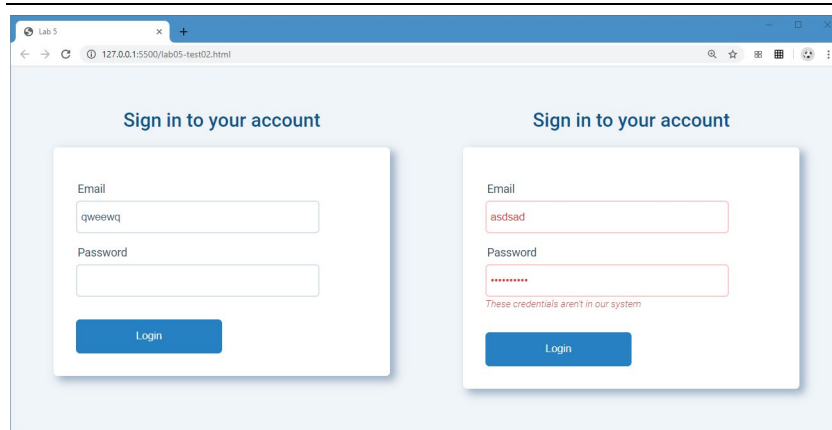 Lab 5
127.0.0.1:5500/lab05-test02.html
Sign in to your account
Email
qweewq
Password
Login
Sign in to your account
Email
asdsad
Password
••••••••••
These credentials aren't in our system
Login